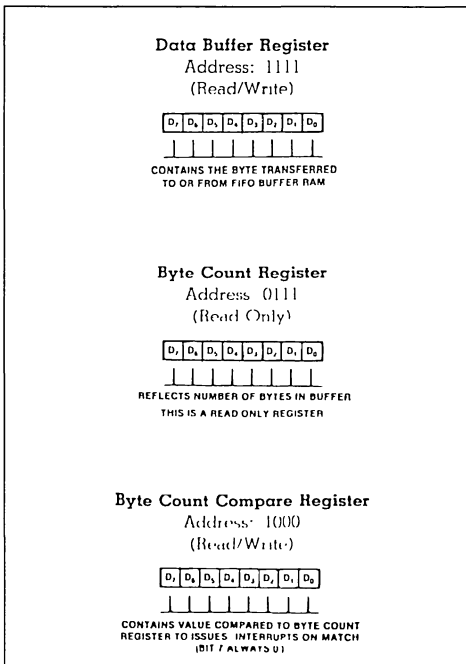 Data Buffer Register
Address: 1111
(Read/Write)
D7 D6 D5 D4 D3 D2 D1 D0
CONTAINS THE BYTE TRANSFERRED
TO OR FROM FIFO BUFFER RAM
Byte Count Register
Address 0111
(Read Only)
D7 D6 D5 D4 D3 D2 D1 D0
REFLECTS NUMBER OF BYTES IN BUFFER
THIS IS A READ ONLY REGISTER
Byte Count Compare Register
Address: 1000
(Read/Write)
D7 D6 D5 D4 D3 D2 D1 D0
CONTAINS VALUE COMPARED TO BYTE COUNT
REGISTER TO ISSUES INTERRUPTS ON MATCH
(BIT 7 ALWAYS 0)